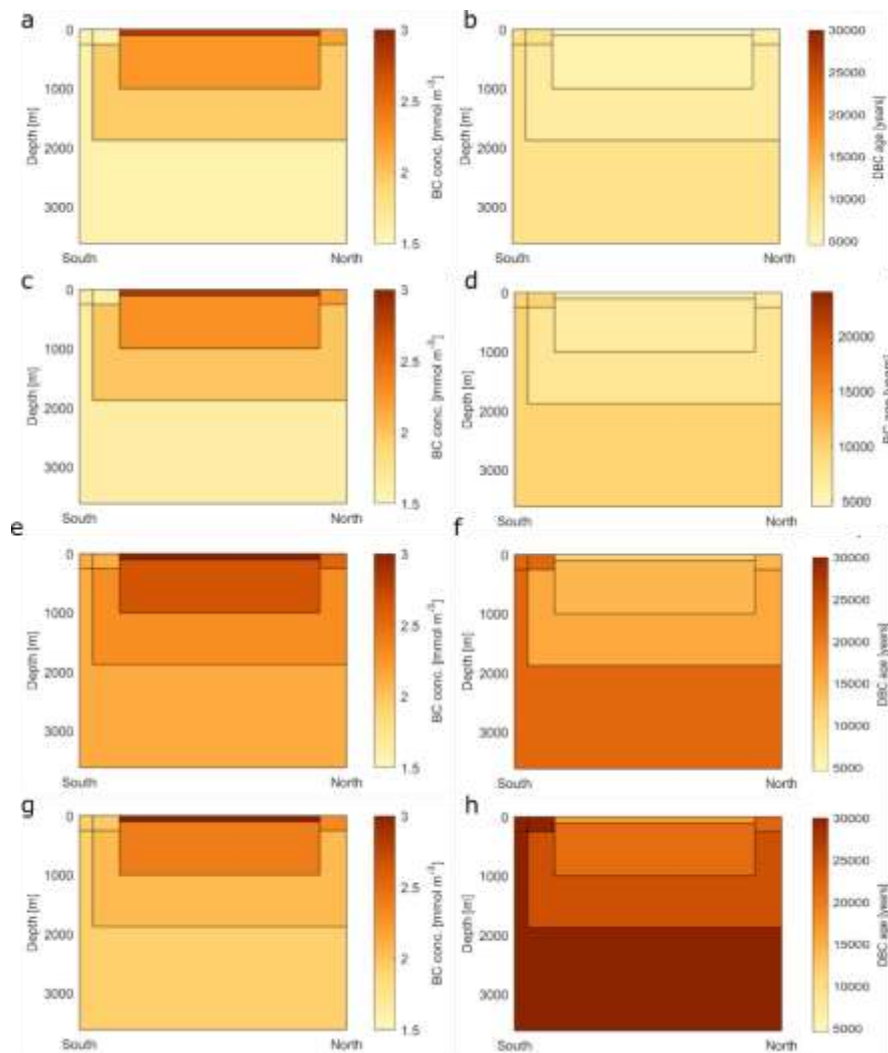 a
0
1000
2000
3000
Depth [m]
South
North
3
2.5
2
1.5
BC conc. [mmol m⁻³]
b
0
1000
2000
3000
Depth [m]
South
North
30000
25000
20000
15000
10000
5000
DBC age [years]
c
0
1000
2000
3000
Depth [m]
South
North
3
2.5
2
1.5
BC conc. [mmol m⁻³]
d
0
1000
2000
3000
Depth [m]
South
North
20000
15000
10000
5000
e
0
1000
2000
3000
Depth [m]
South
North
3
2.5
2
1.5
BC conc. [mmol m⁻³]
f
0
1000
2000
3000
Depth [m]
South
North
30000
25000
20000
15000
10000
5000
DBC age [years]
g
0
1000
2000
3000
Depth [m]
South
North
3
2.5
2
1.5
BC conc. [mmol m⁻³]
h
0
1000
2000
3000
Depth [m]
South
North
30000
25000
20000
15000
10000
5000
DBC age [years]